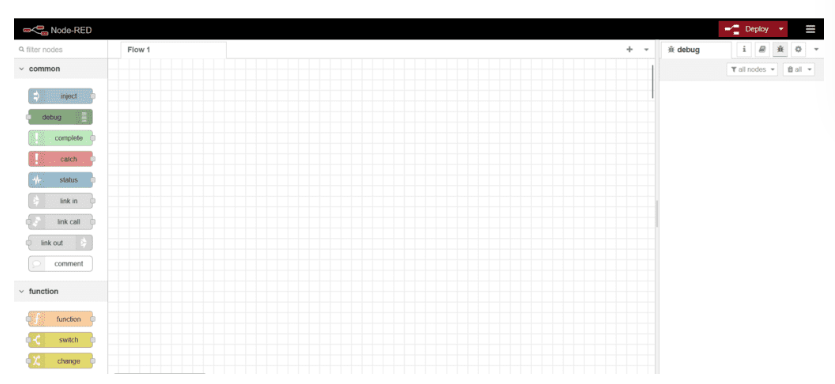 Node-RED
Deploy
filter nodes
Flow 1
debug
i
all nodes
all
common
inject
debug
complete
catch
status
link in
link call
link out
comment
function
function
switch
change